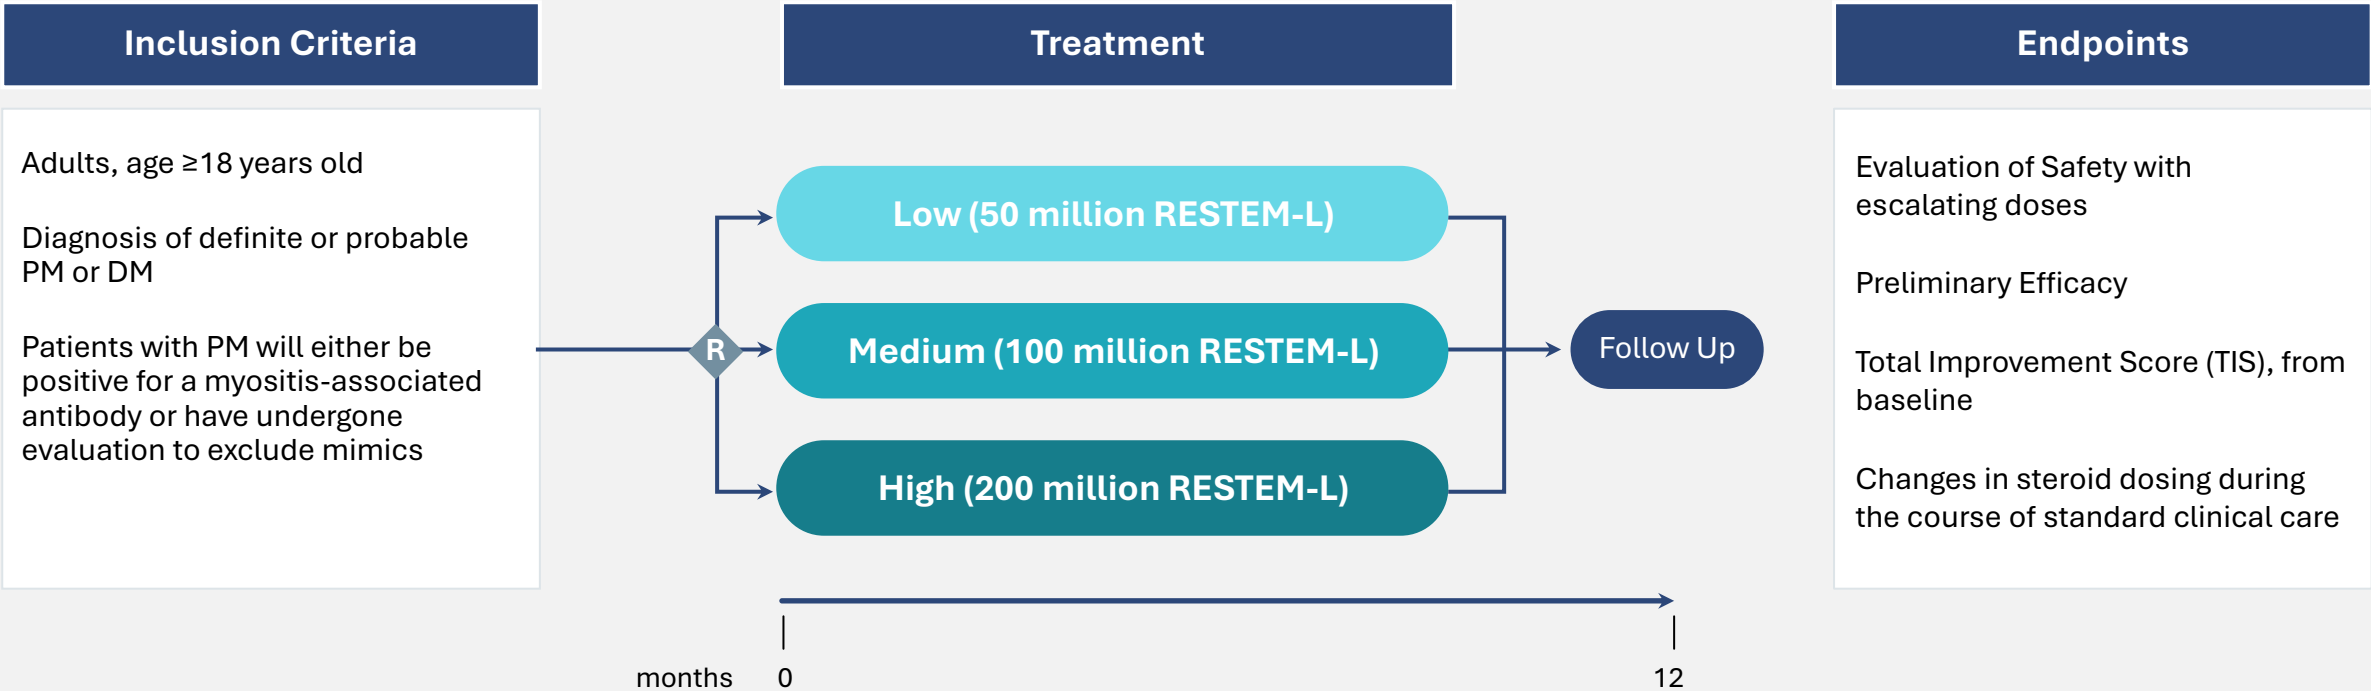 Inclusion Criteria
Adults, age ≥18 years old
Diagnosis of definite or probable
PM or DM
Patients with PM will either be
positive for a myositis-associated
antibody or have undergone
evaluation to exclude mimics
Treatment
R
Low (50 million RESTEM-L)
Medium (100 million RESTEM-L)
High (200 million RESTEM-L)
Follow Up
months 0 12
Endpoints
Evaluation of Safety with
escalating doses
Preliminary Efficacy
Total Improvement Score (TIS), from
baseline
Changes in steroid dosing during
the course of standard clinical care